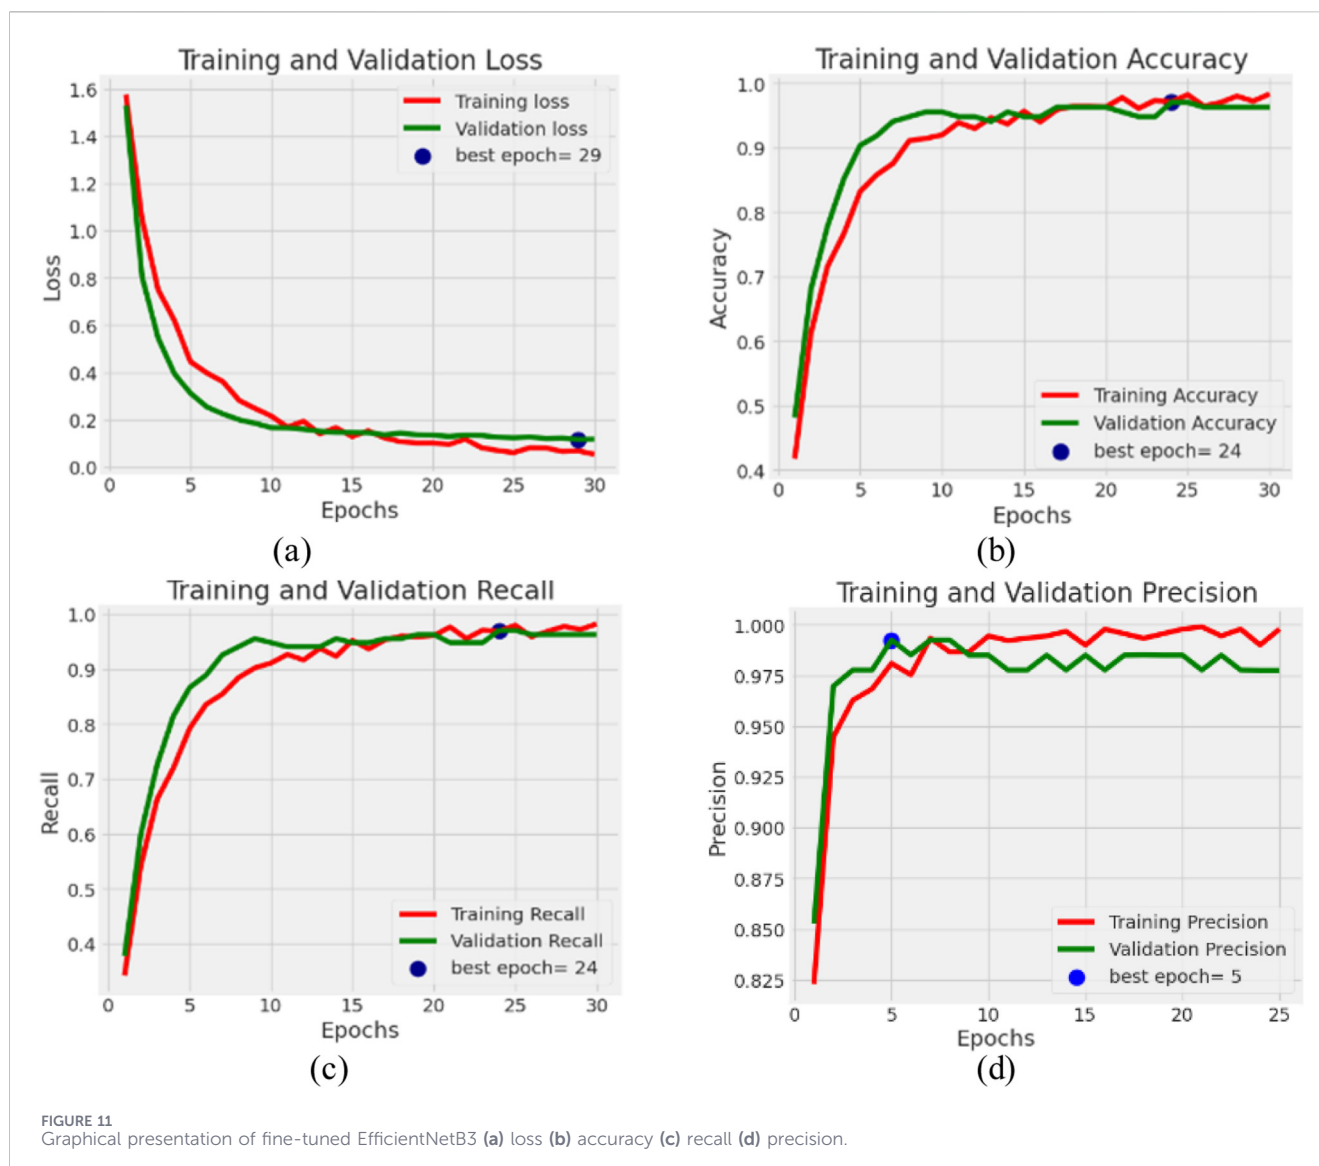 Training and Validation Loss
1.6
1.4
1.2
1.0
0.8
0.6
0.4
0.2
0.0
Loss
Training loss
Validation loss
best epoch= 29
0 5 10 15 20 25 30
Epochs
(a)
Training and Validation Accuracy
1.0
0.9
0.8
0.7
0.6
0.5
0.4
Accuracy
Training Accuracy
Validation Accuracy
best epoch= 24
0 5 10 15 20 25 30
Epochs
(b)
Training and Validation Recall
1.0
0.9
0.8
0.7
0.6
0.5
0.4
Recall
Training Recall
Validation Recall
best epoch= 24
0 5 10 15 20 25 30
Epochs
(c)
Training and Validation Precision
1.000
0.975
0.950
0.925
0.900
0.875
0.850
0.825
Precision
Training Precision
Validation Precision
best epoch= 5
0 5 10 15 20 25
Epochs
(d)
FIGURE 11
Graphical presentation of fine-tuned EfficientNetB3 (a) loss (b) accuracy (c) recall (d) precision.